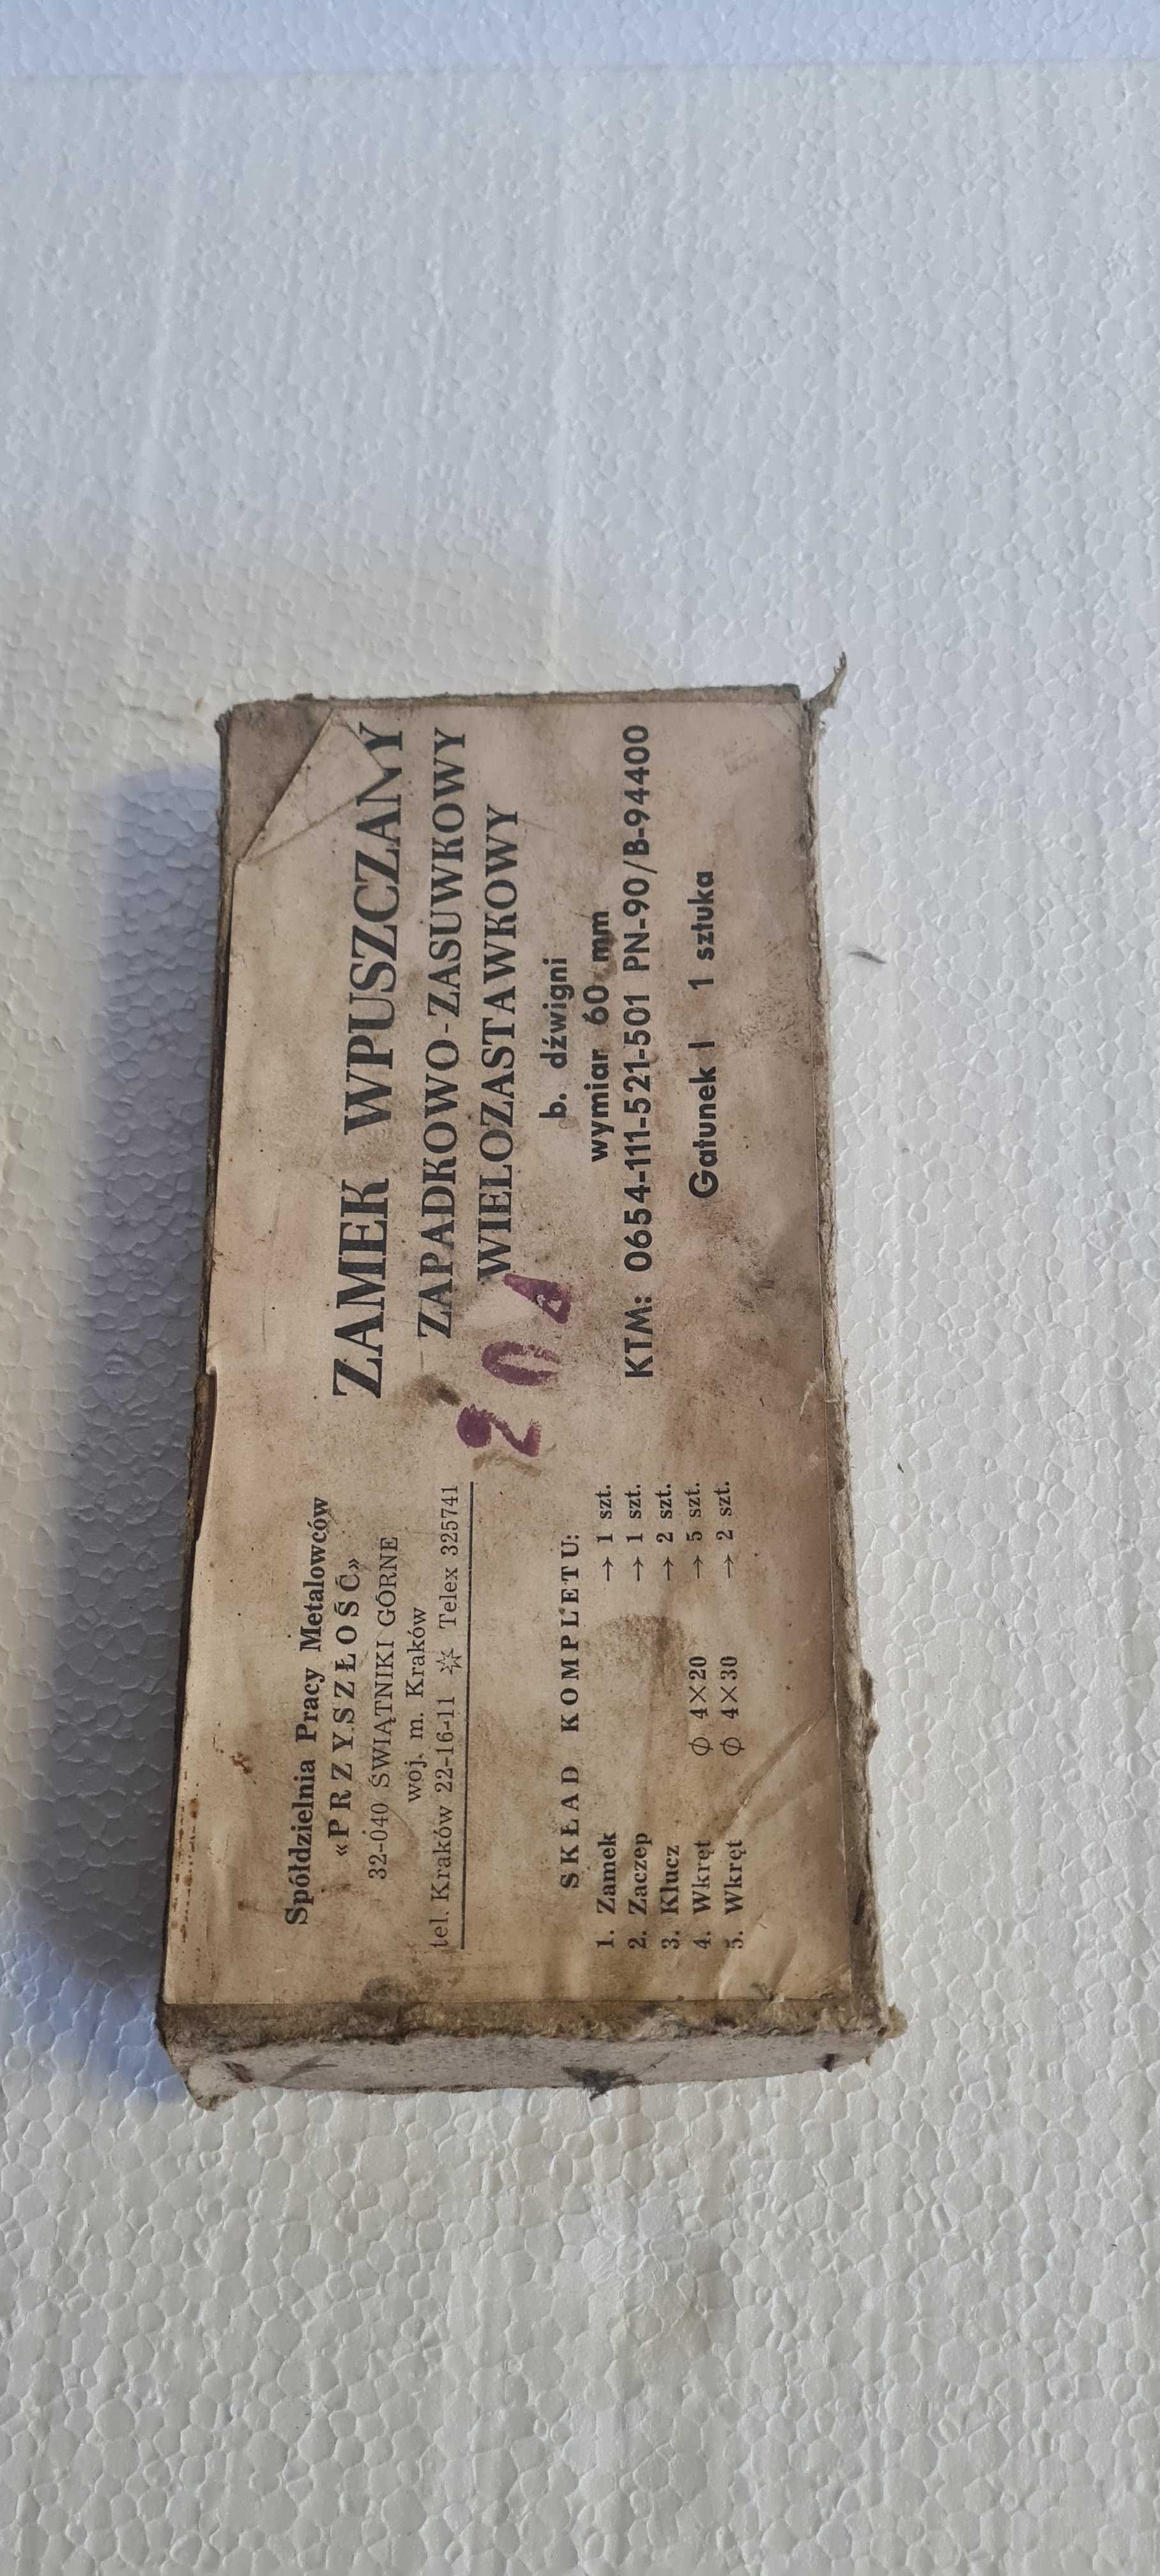 Spółdzielnia Pracy Metalowców
«PRZYSZŁOŚĆ»
32-040 ŚWIĄTNIKI GÓRNE
woj. m. Kraków
tel. Kraków 22-16-11 ☆ Telex 325741
ZAMEK WPUSZCZANY
ZAPADKOWO-ZASUWKOWY
WIELOZASTAWKOWY
b. dźwigni
wymiar 60 mm
KTM: 0654-111-521-501 PN-90/B-94400
Gatunek I 1 sztuka
201
SKŁAD KOMPLETU:
1. Zamek → 1 szt.
2. Zaczep → 1 szt.
3. Klucz → 2 szt.
4. Wkręt ϕ 4×20 → 5 szt.
5. Wkręt ϕ 4×30 → 2 szt.